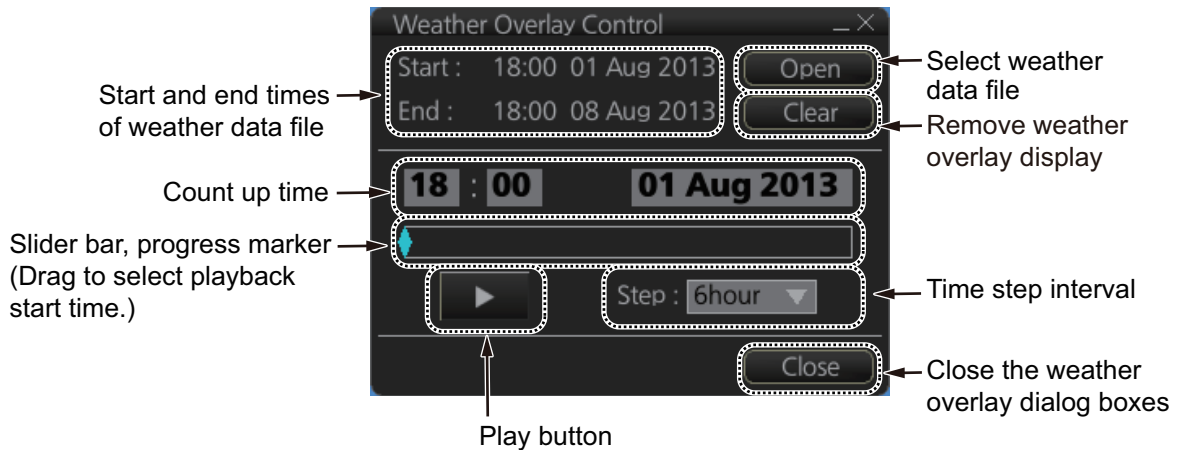 Weather Overlay Control
Start : 18:00 01 Aug 2013
End : 18:00 08 Aug 2013
Open
Clear
Select weather
data file
Remove weather
overlay display
Start and end times
of weather data file
Count up time
18 : 00 01 Aug 2013
Slider bar, progress marker
(Drag to select playback
start time.)
Step : 6hour
Time step interval
Close
Close the weather
overlay dialog boxes
Play button